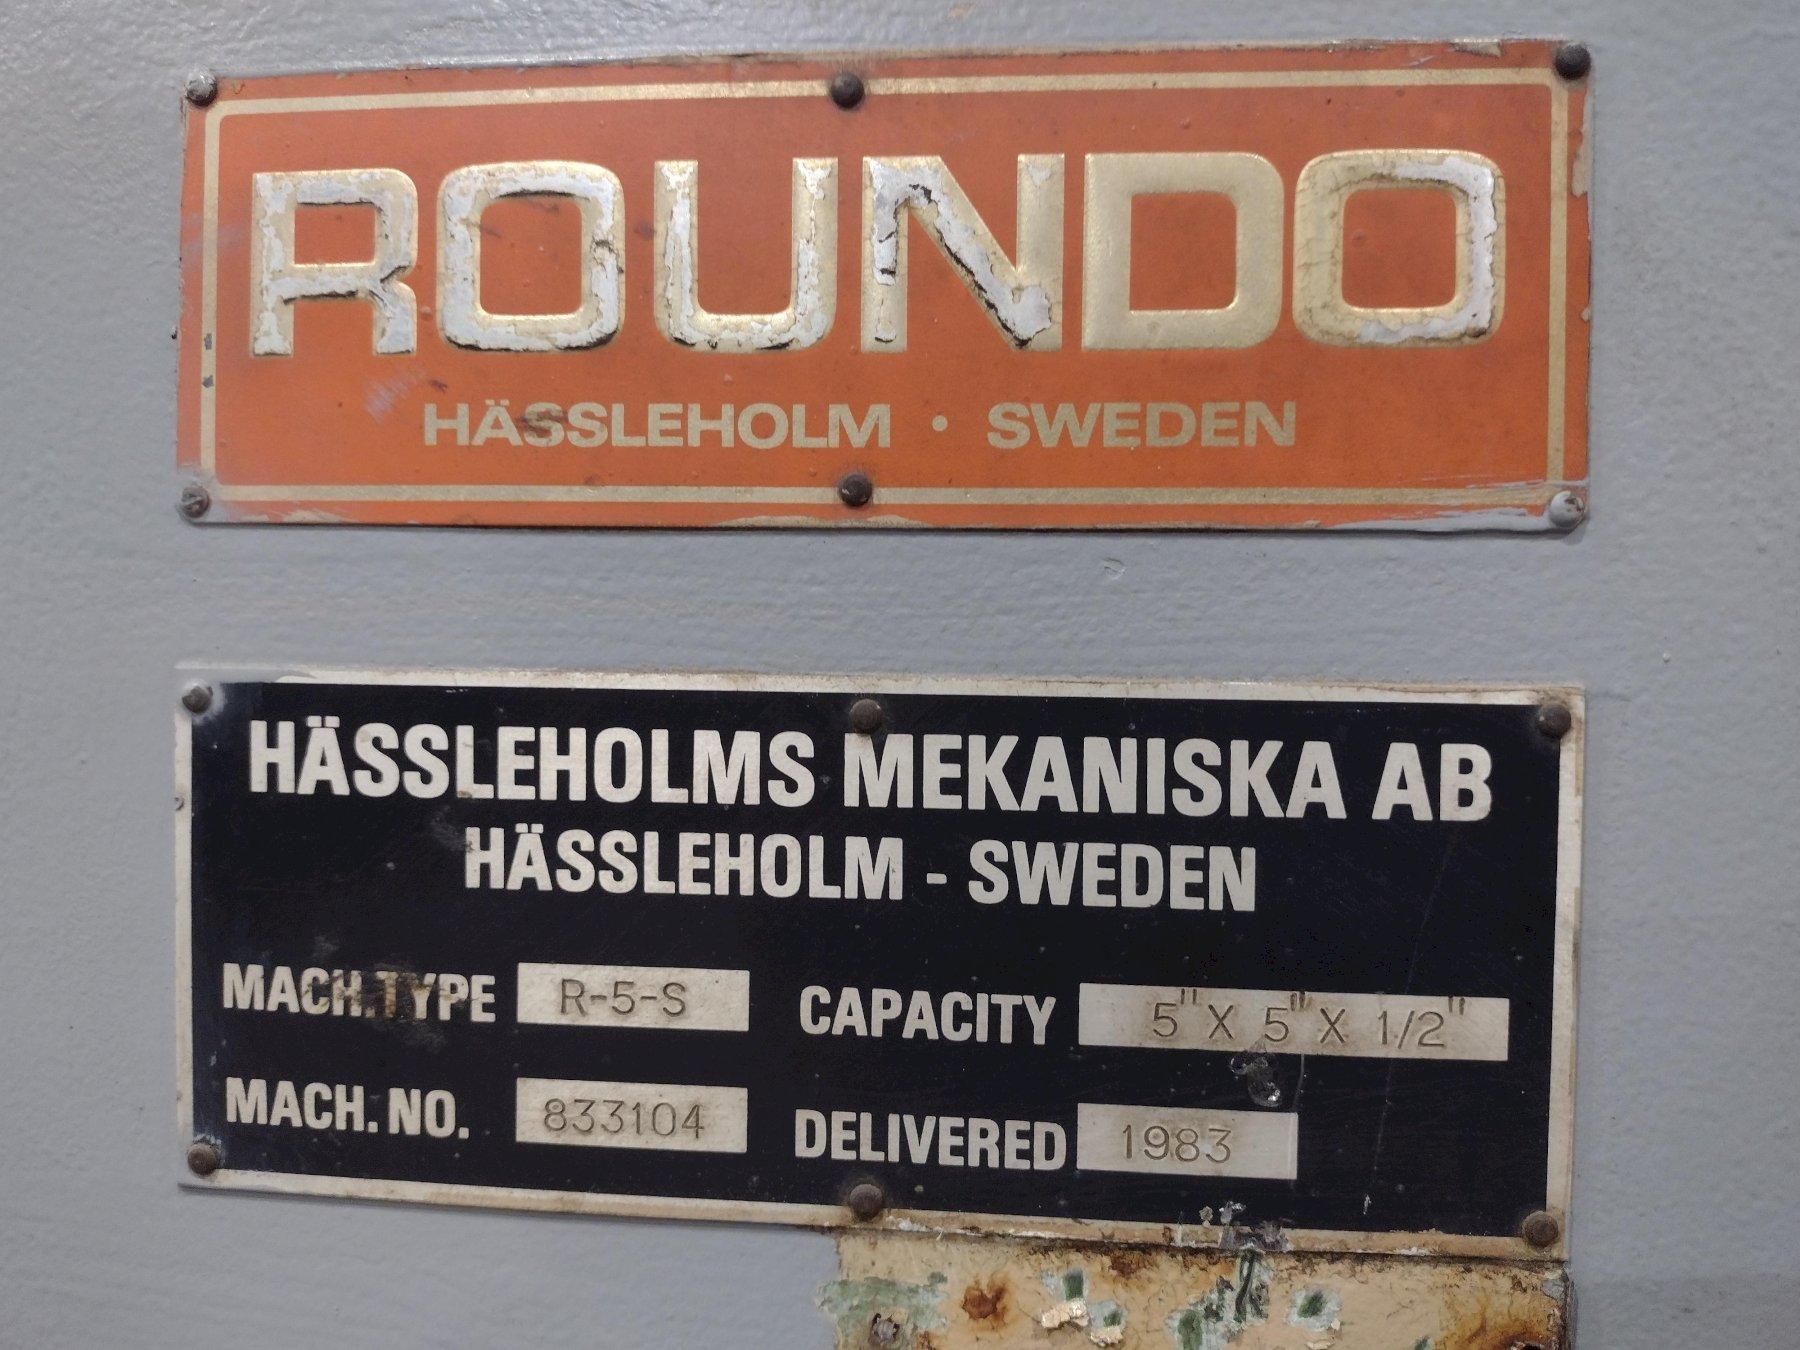 ROUNDO
HÄSSLEHOLM · SWEDEN
HÄSSLEHOLMS MEKANISKA AB
HÄSSLEHOLM - SWEDEN
MACH.TYPE R-5-S CAPACITY 5" X 5" X 1/2"
MACH. NO. 833104 DELIVERED 1983